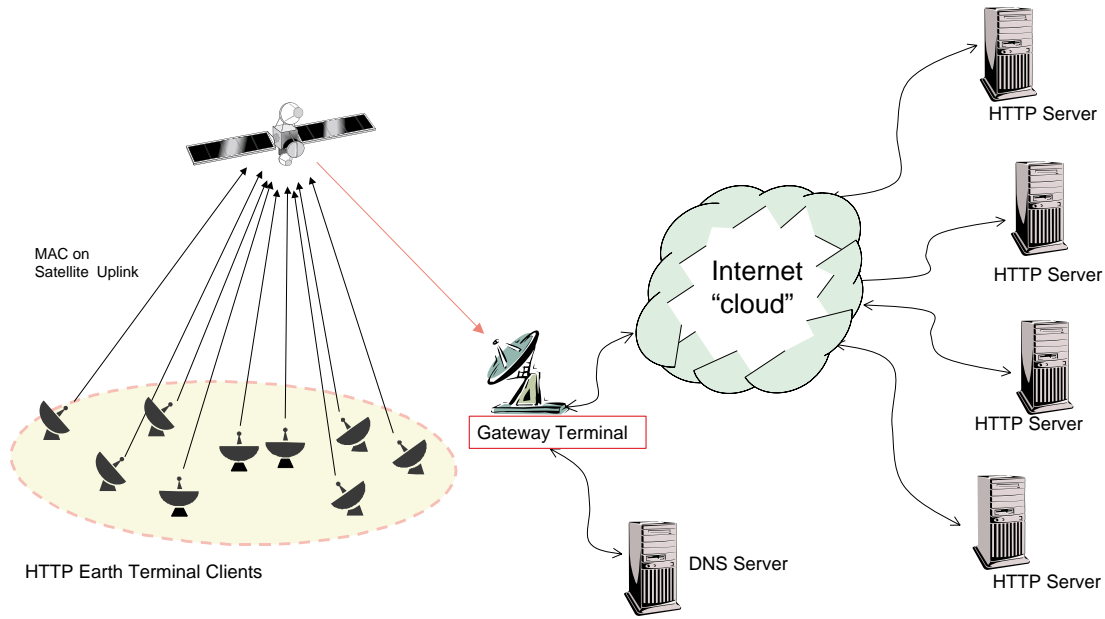 HTTP Server
MAC on
Satellite Uplink
HTTP Server
Internet
“cloud”
HTTP Server
Gateway Terminal
DNS Server
HTTP Earth Terminal Clients
HTTP Server